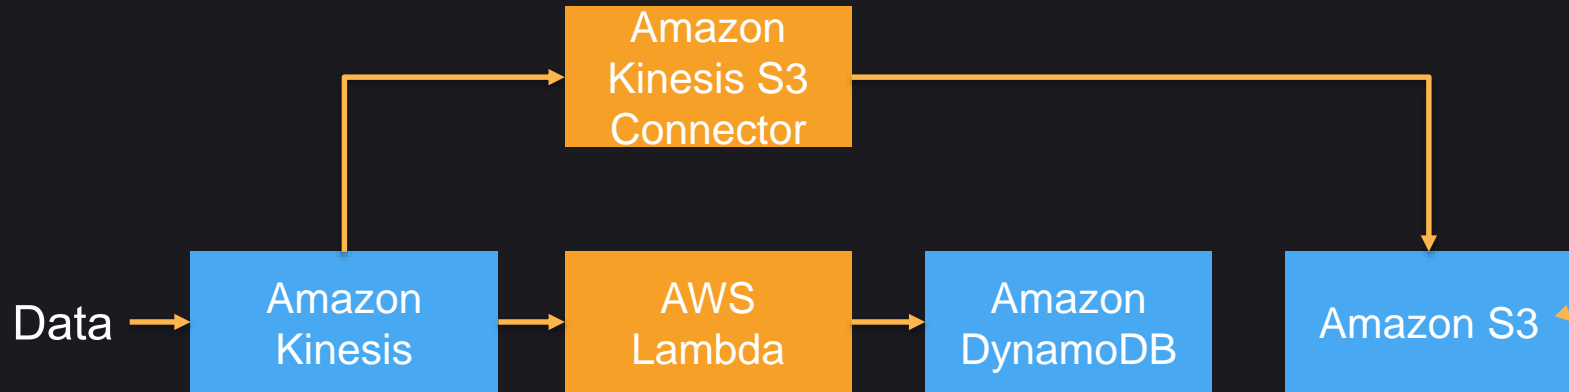 Amazon
Kinesis S3
Connector
Data
Amazon
Kinesis
AWS
Lambda
Amazon
DynamoDB
Amazon S3